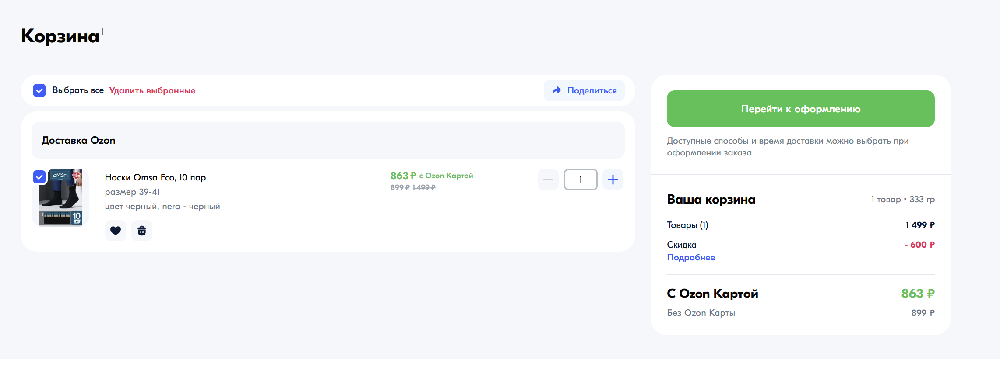 Корзина 1
Выбрать все Удалить выбранные
Поделиться
Доставка Ozon
OMSA
10
ПАР
Носки Omsa Eco, 10 пар
размер 39-41
цвет черный, nero - черный
863 ₽ с Ozon Картой
899 ₽ 1 499 ₽
1
Перейти к оформлению
Доступные способы и время доставки можно выбрать при
оформлении заказа
Ваша корзина 1 товар • 333 гр
Товары (1) 1 499 ₽
Скидка - 600 ₽
Подробнее
С Ozon Картой 863 ₽
Без Ozon Карты 899 ₽